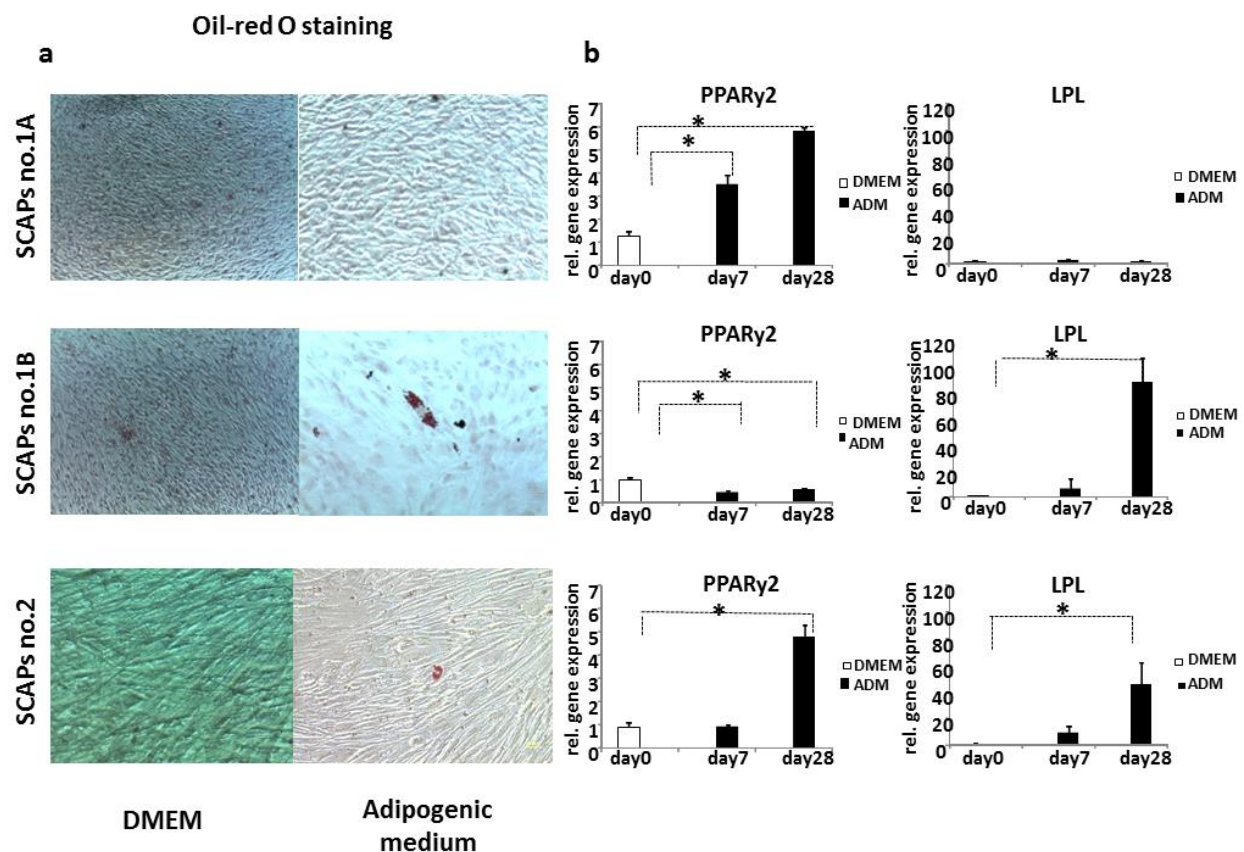 Oil-red O staining
a
b
SCAPs no.1A
PPARy2
rel. gene expression
7
6
5
4
3
2
1
0
*
*
day0 day7 day28
DMEM
ADM
LPL
rel. gene expression
120
100
80
60
40
20
0
day0 day7 day28
DMEM
ADM
SCAPs no.1B
PPARy2
rel. gene expression
7
6
5
4
3
2
1
0
*
*
day0 day7 day28
DMEM
ADM
LPL
rel. gene expression
120
100
80
60
40
20
0
*
day0 day7 day28
DMEM
ADM
SCAPs no.2
PPARy2
rel. gene expression
7
6
5
4
3
2
1
0
*
day0 day7 day28
DMEM
ADM
LPL
rel. gene expression
120
100
80
60
40
20
0
*
day0 day7 day28
DMEM
ADM
DMEM
Adipogenic
medium